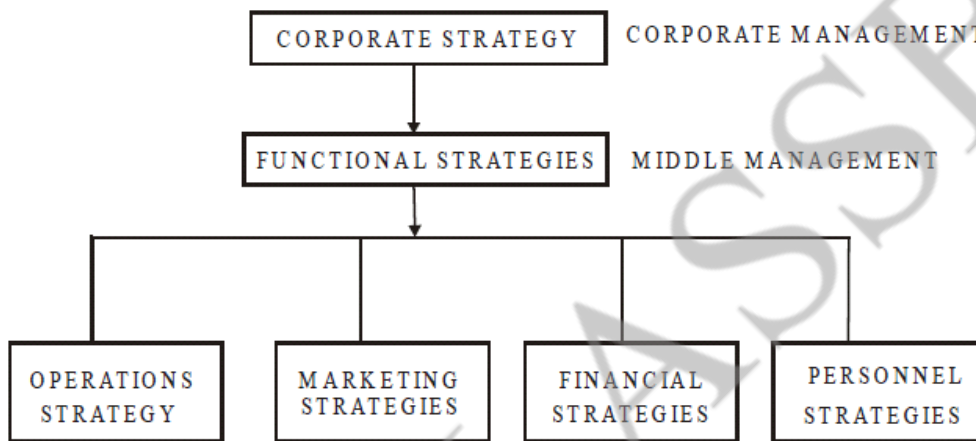 CORPORATE STRATEGY CORPORATE MANAGEMENT
FUNCTIONAL STRATEGIES MIDDLE MANAGEMENT
OPERATIONS
STRATEGY
MARKETING
STRATEGIES
FINANCIAL
STRATEGIES
PERSONNEL
STRATEGIES